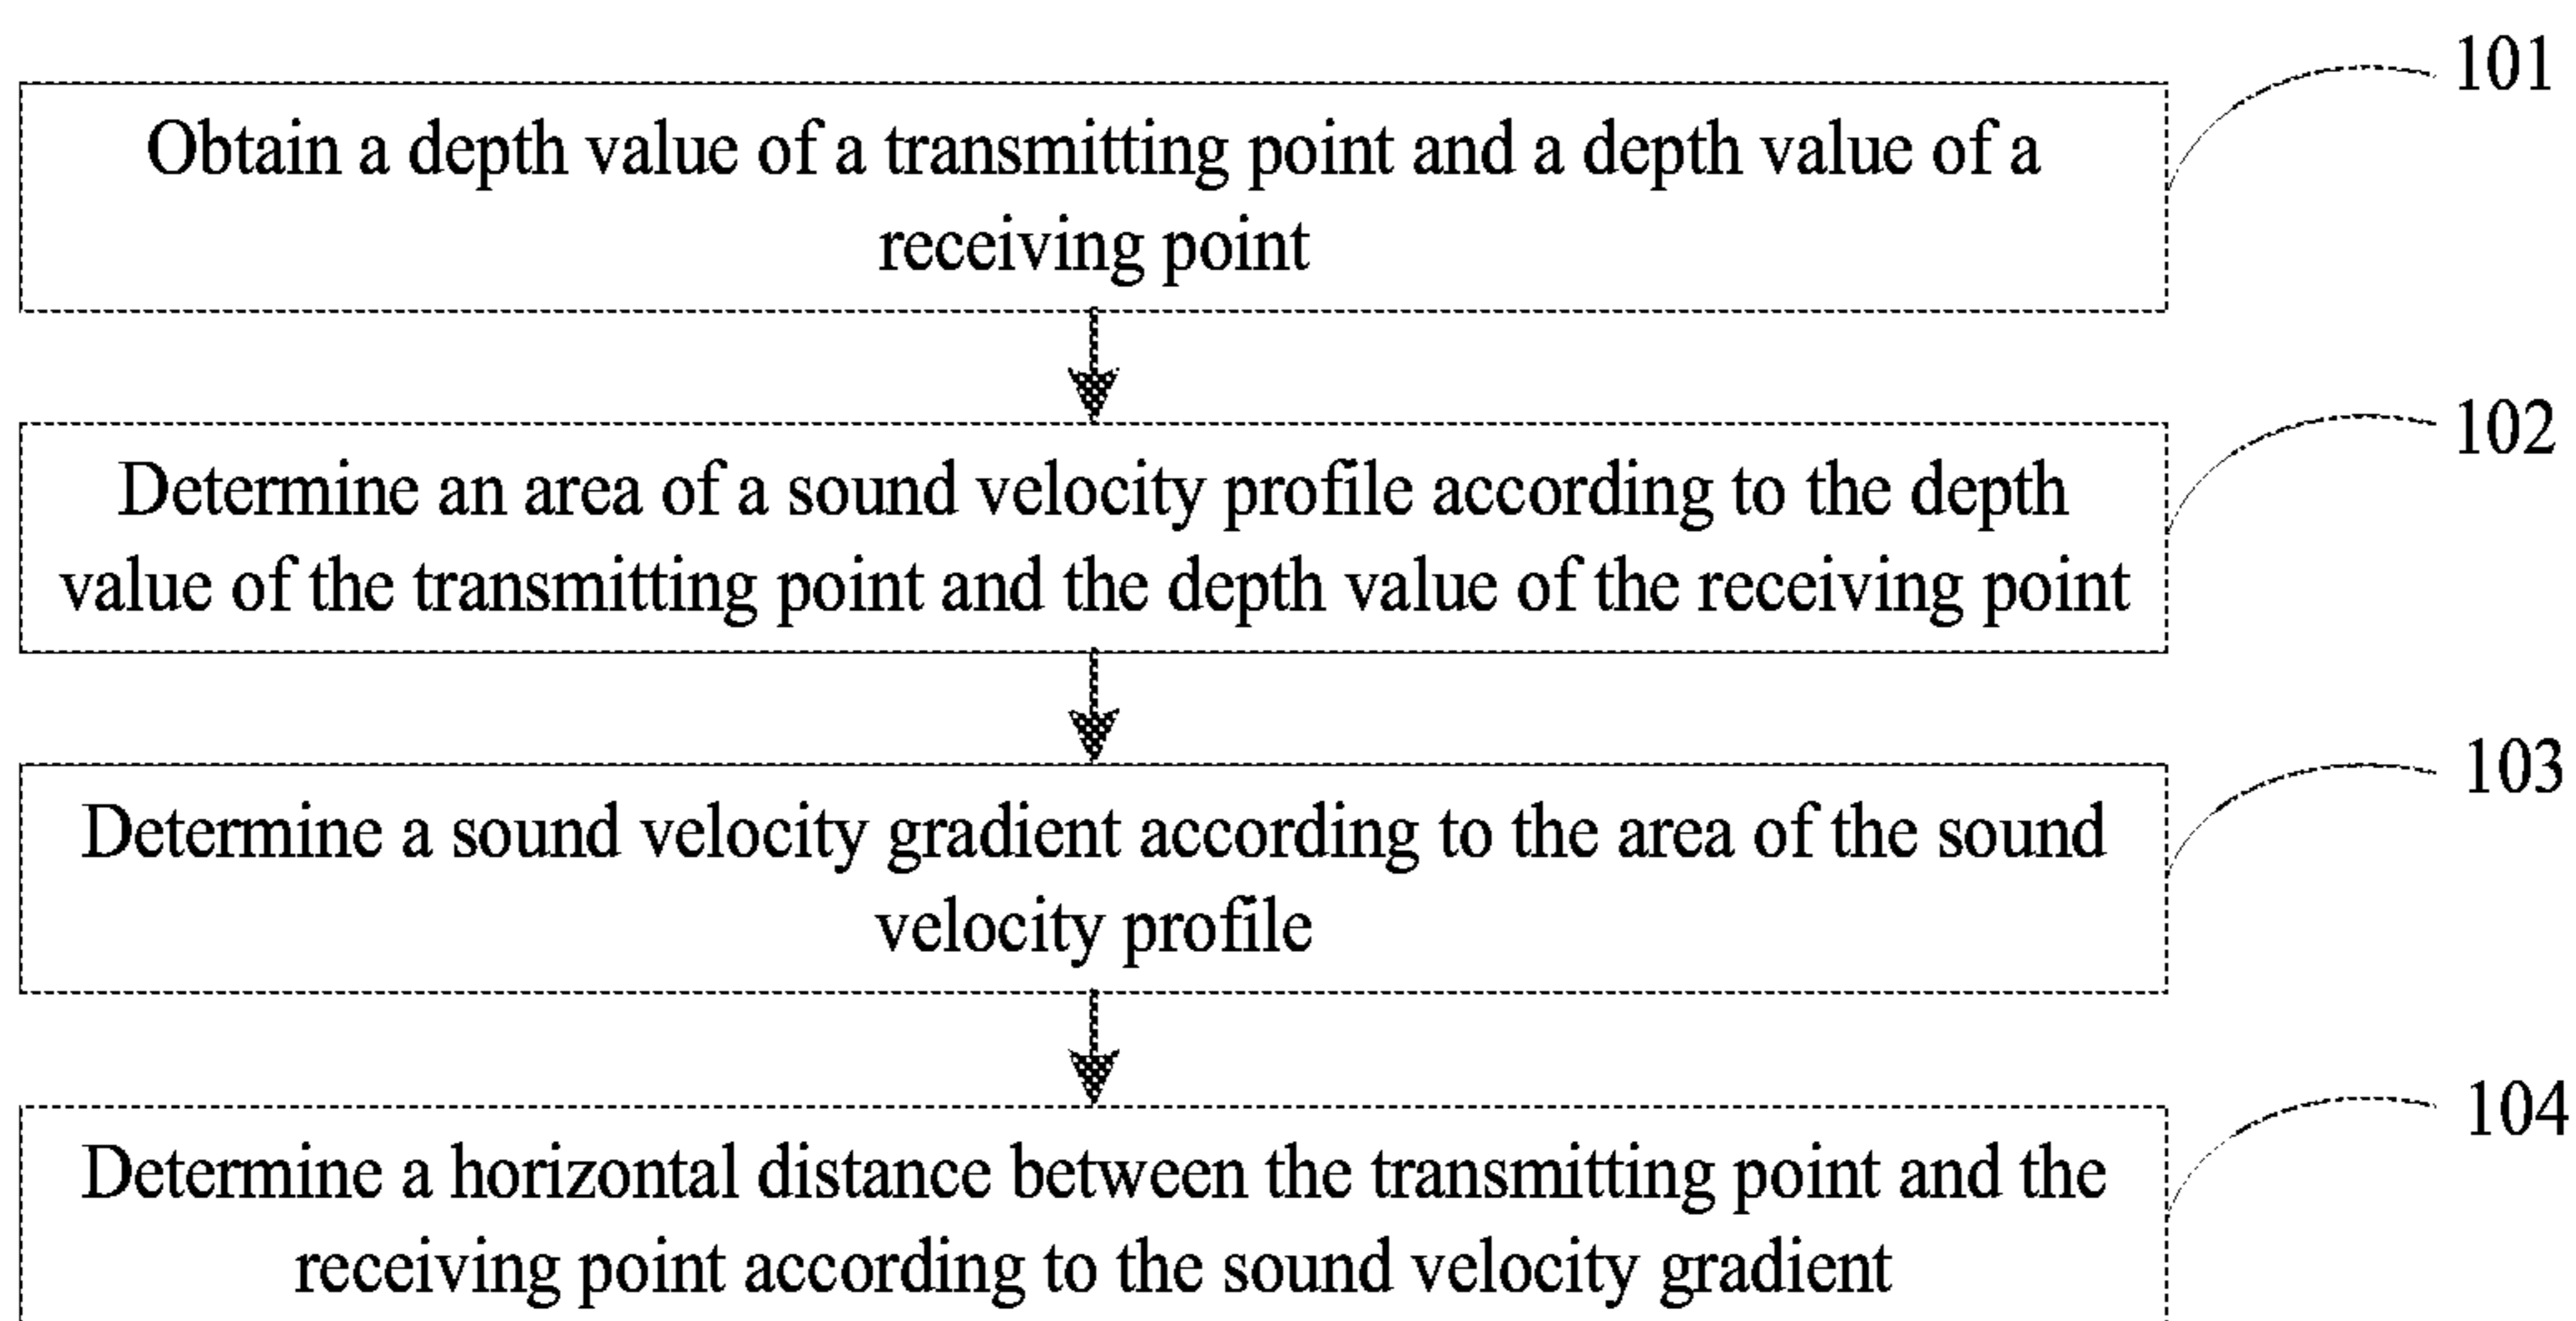 101
Obtain a depth value of a transmitting point and a depth value of a
receiving point
102
Determine an area of a sound velocity profile according to the depth
value of the transmitting point and the depth value of the receiving point
103
Determine a sound velocity gradient according to the area of the sound
velocity profile
104
Determine a horizontal distance between the transmitting point and the
receiving point according to the sound velocity gradient